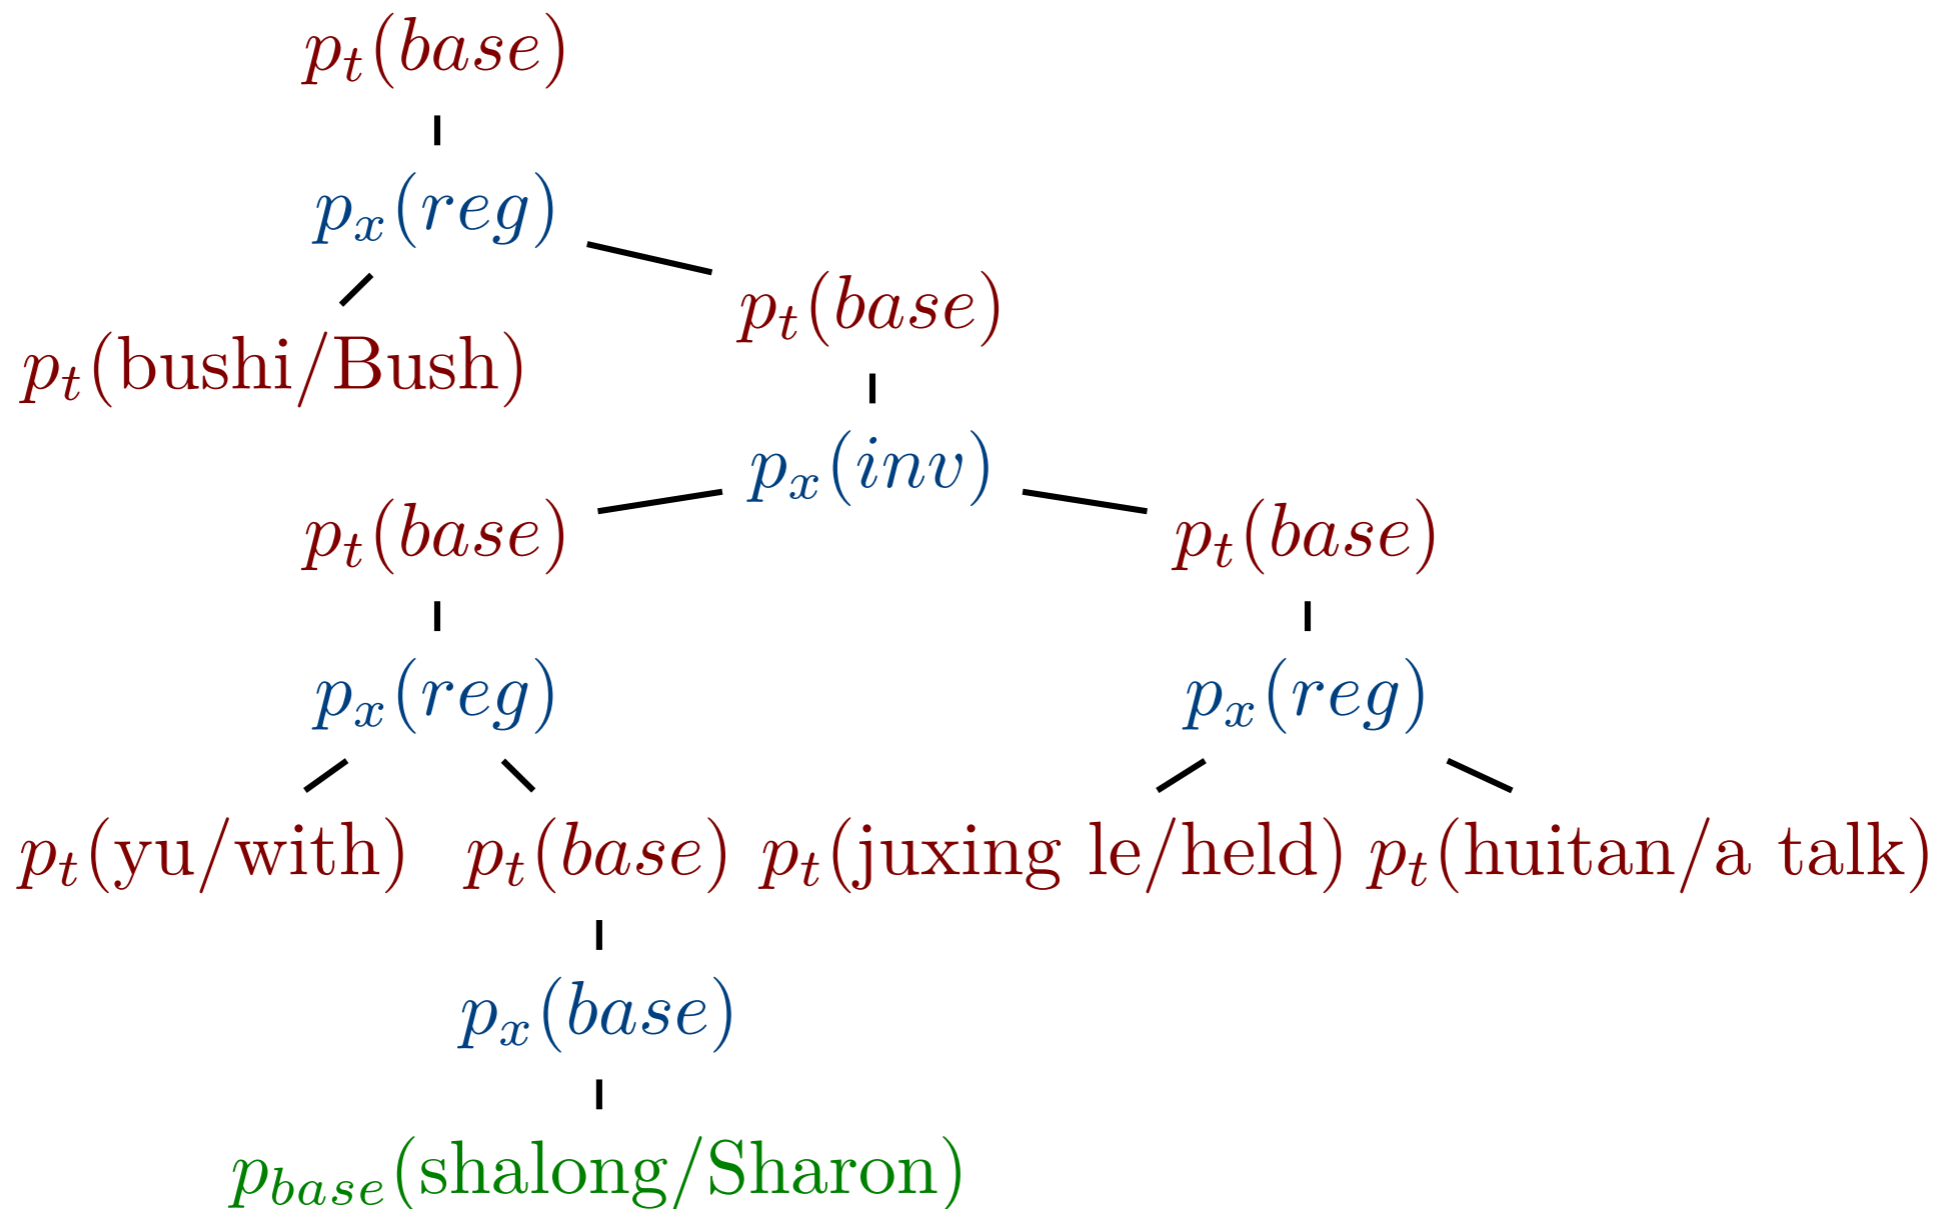 p_t(base)
p_x(reg)
p_t(base)
p_t(bushi/Bush)
p_x(inv)
p_t(base) p_t(base)
p_x(reg) p_x(reg)
p_t(yu/with) p_t(base) p_t(juxing le/held) p_t(huitan/a talk)
p_x(base)
p_base(shalong/Sharon)